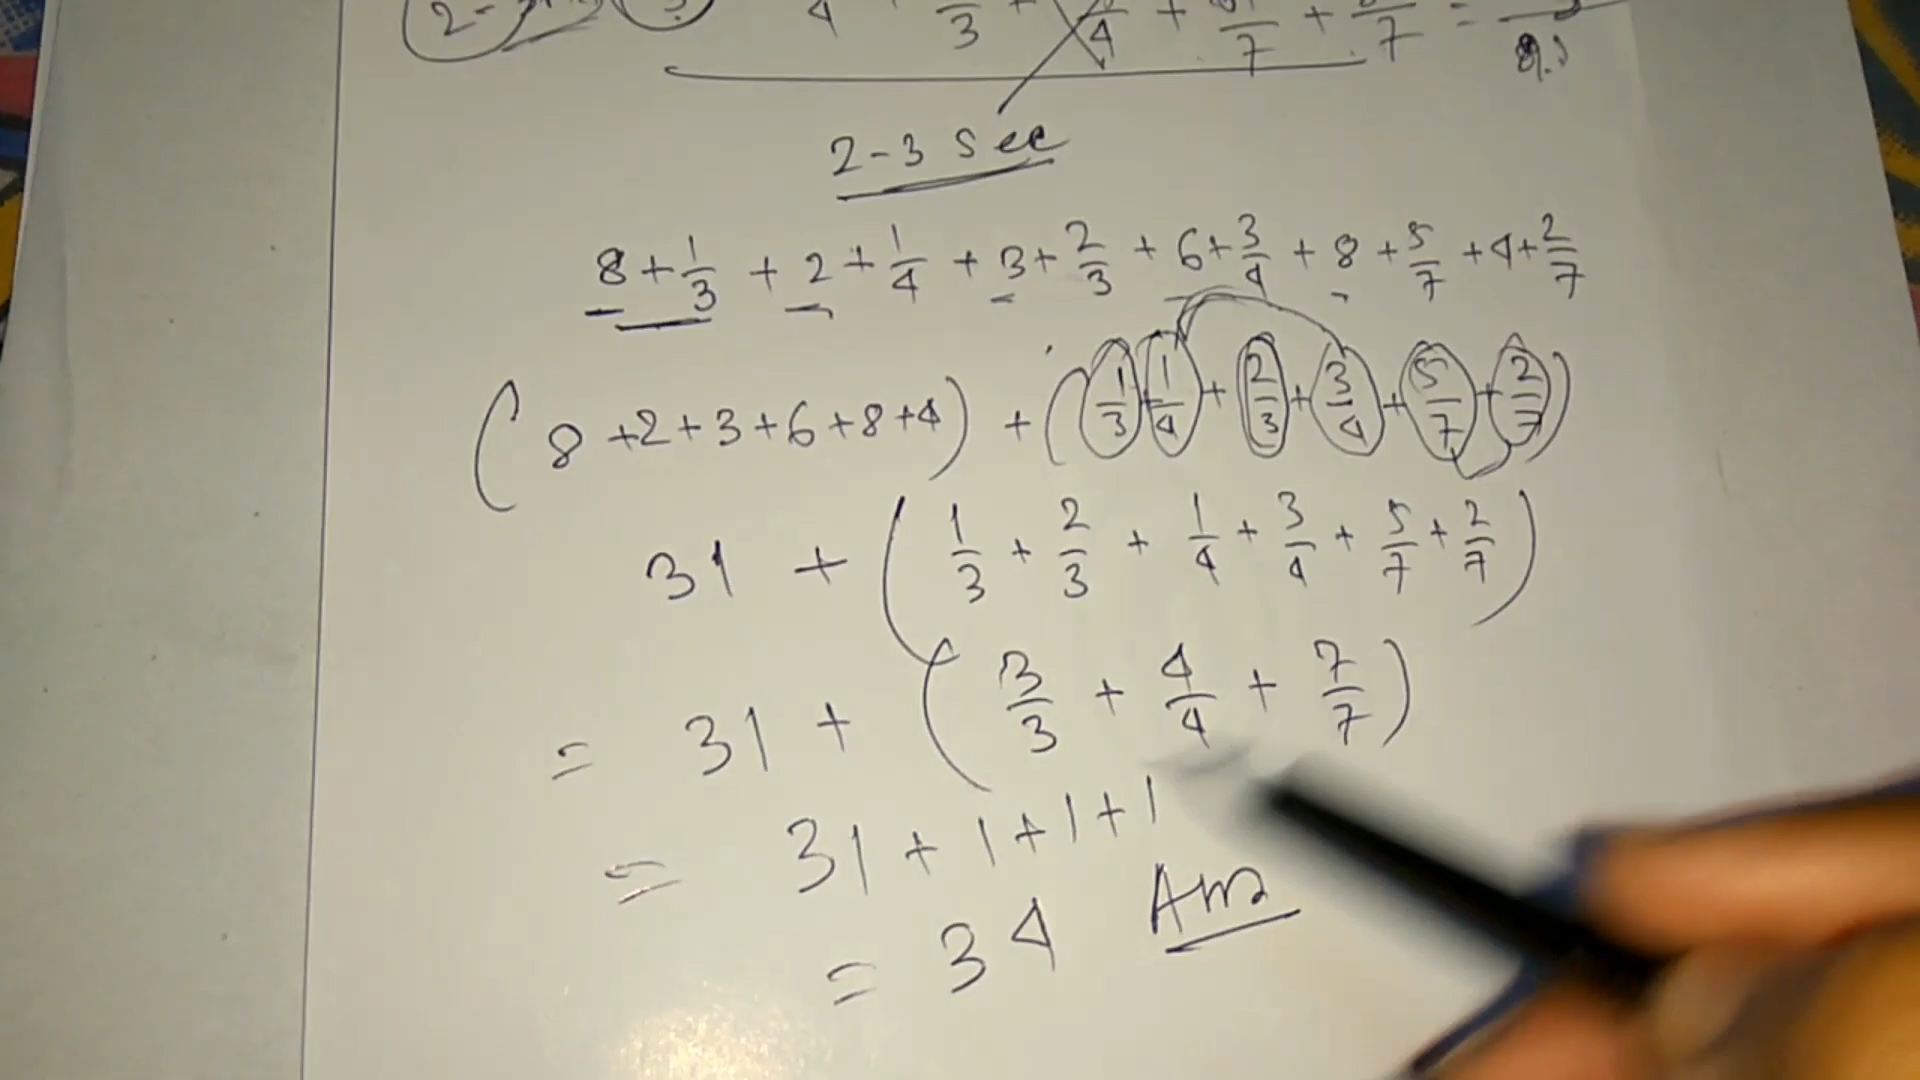 2-3 Sec
8+1/3 + 2+1/4 + 3+2/3 + 6+3/4 + 8+5/7 +4+2/7
(8+2+3+6+8+4) + (1/3+1/4+2/3+3/4+5/7+2/7)
31 + (1/3 + 2/3 + 1/4 + 3/4 + 5/7 + 2/7)
= 31 + (3/3 + 4/4 + 7/7)
= 31+1+1+1
= 34 Ans